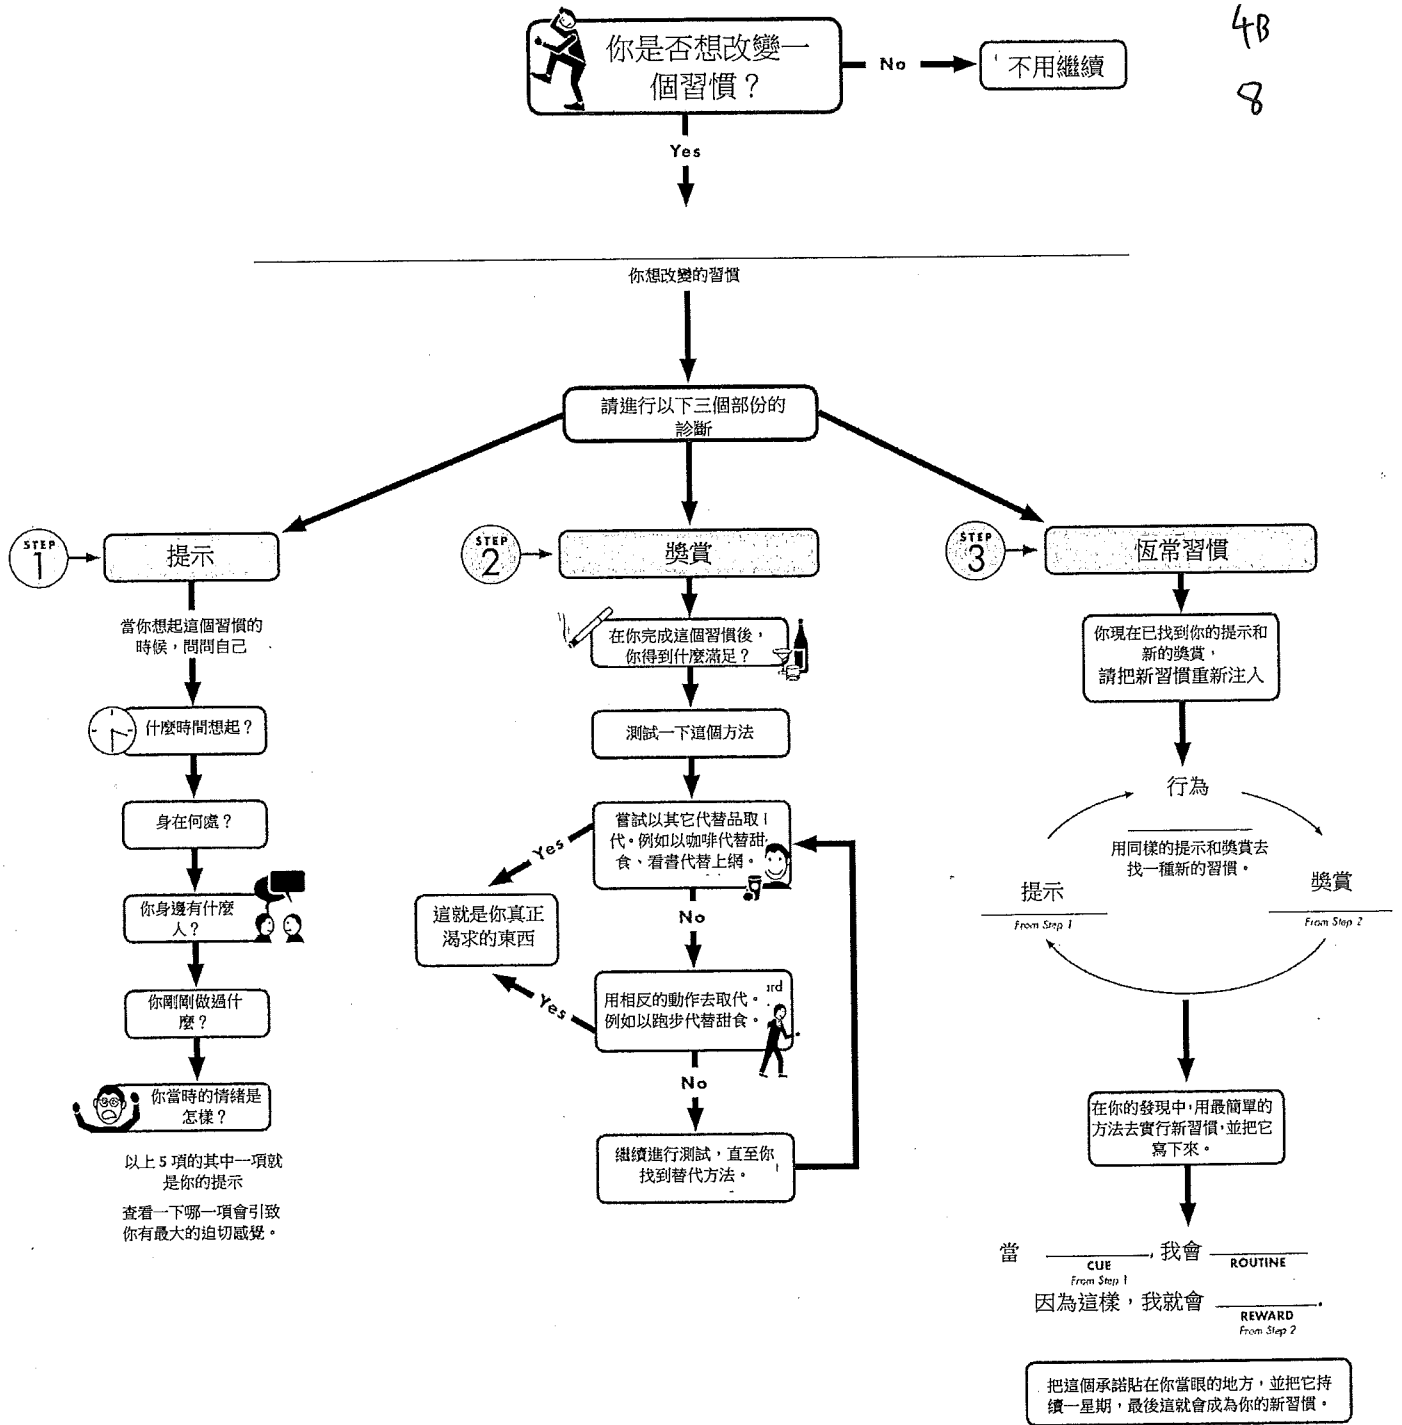 4B
8
你是否想改變一
個習慣？
No
不用繼續
Yes
你想改變的習慣
請進行以下三個部份的
診斷
STEP
1
提示
當你想起這個習慣的
時候，問問自己
什麼時間想起？
身在何處？
你身邊有什麼
人？
你剛剛做過什
麼？
你當時的情緒是
怎樣？
以上 5 項的其中一項就
是你的提示
查看一下哪一項會引致
你有最大的迫切感覺。
STEP
2
獎賞
在你完成這個習慣後，
你得到什麼滿足？
測試一下這個方法
嘗試以其它代替品取
代。例如以咖啡代替甜
食、看書代替上網。
Yes
No
這就是你真正
渴求的東西
用相反的動作去取代。
ard
例如以跑步代替甜食。
Yes
No
繼續進行測試，直至你
找到替代方法。
STEP
3
恆常習慣
你現在已找到你的提示和
新的獎賞，
請把新習慣重新注入
行為
用同樣的提示和獎賞去
找一種新的習慣。
提示
From Step 1
獎賞
From Step 2
在你的發現中，用最簡單的
方法去實行新習慣，並把它
寫下來。
當 ，我會
CUE
From Step 1
ROUTINE
因為這樣，我就會 .
REWARD
From Step 2
把這個承諾貼在你當眼的地方，並把它持
續一星期，最後這就會成為你的新習慣。